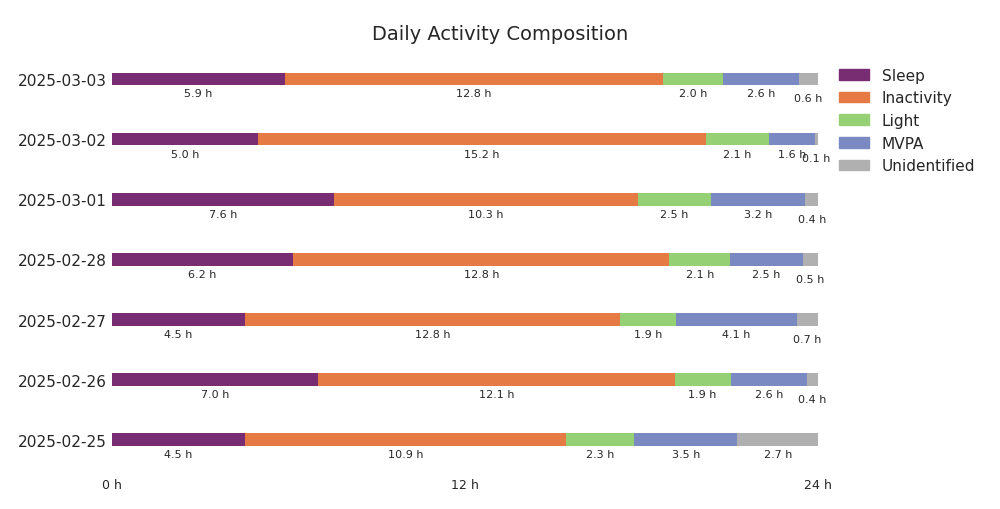 Daily Activity Composition
2025-03-03
5.9 h 12.8 h 2.0 h 2.6 h 0.6 h
2025-03-02
5.0 h 15.2 h 2.1 h 1.6 h 0.1 h
2025-03-01
7.6 h 10.3 h 2.5 h 3.2 h 0.4 h
2025-02-28
6.2 h 12.8 h 2.1 h 2.5 h 0.5 h
2025-02-27
4.5 h 12.8 h 1.9 h 4.1 h 0.7 h
2025-02-26
7.0 h 12.1 h 1.9 h 2.6 h 0.4 h
2025-02-25
4.5 h 10.9 h 2.3 h 3.5 h 2.7 h
0 h 12 h 24 h
Sleep
Inactivity
Light
MVPA
Unidentified